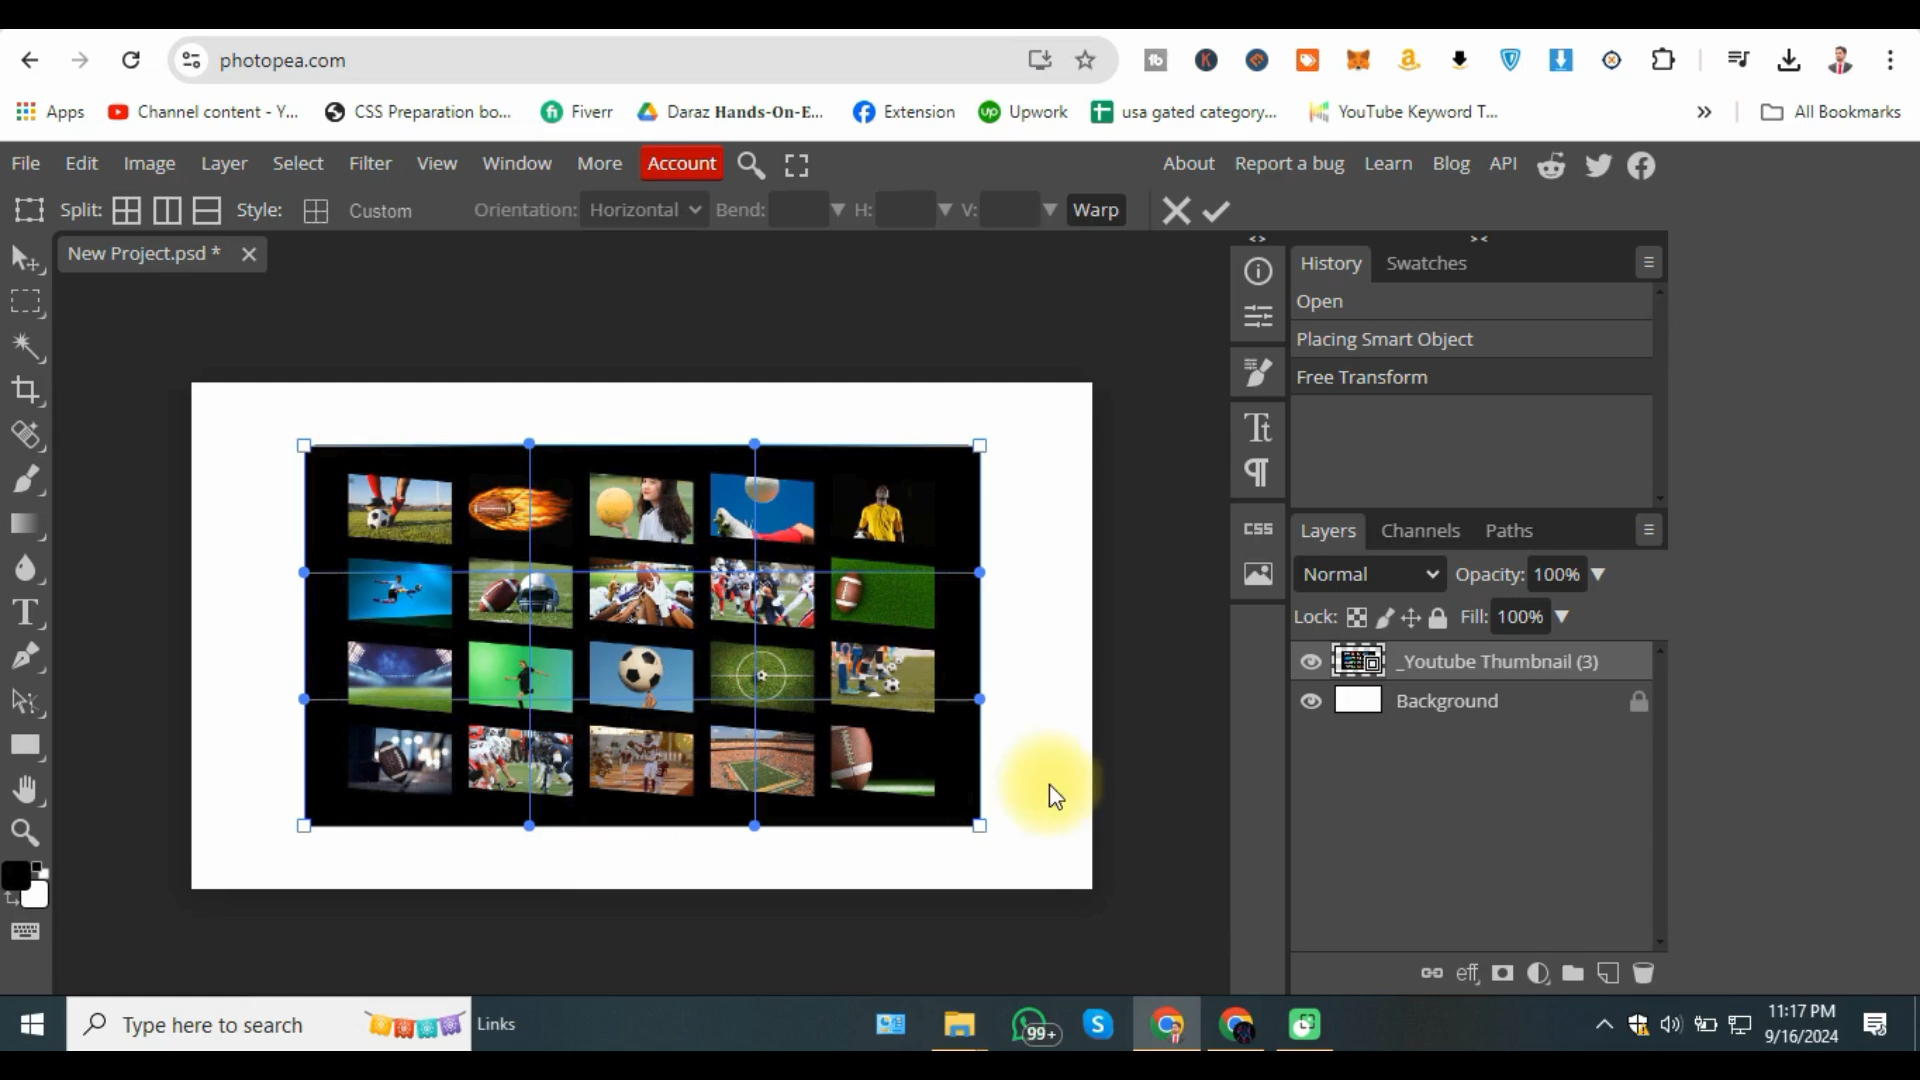 photopea.com
Apps
Channel content - Y...
CSS Preparation bo...
Fiverr
Daraz Hands-On-E...
Extension
Upwork
usa gated category...
YouTube Keyword T...
»
All Bookmarks
File Edit Image Layer Select Filter View Window More Account
About Report a bug Learn Blog API
Split: Style: Custom Orientation: Horizontal Bend: H: V: Warp
New Project.psd *
History Swatches
Open
Placing Smart Object
Free Transform
CSS
Layers Channels Paths
Normal Opacity: 100%
Lock: Fill: 100%
_Youtube Thumbnail (3)
Background
eff
Type here to search
Links
99+
11:17 PM
9/16/2024